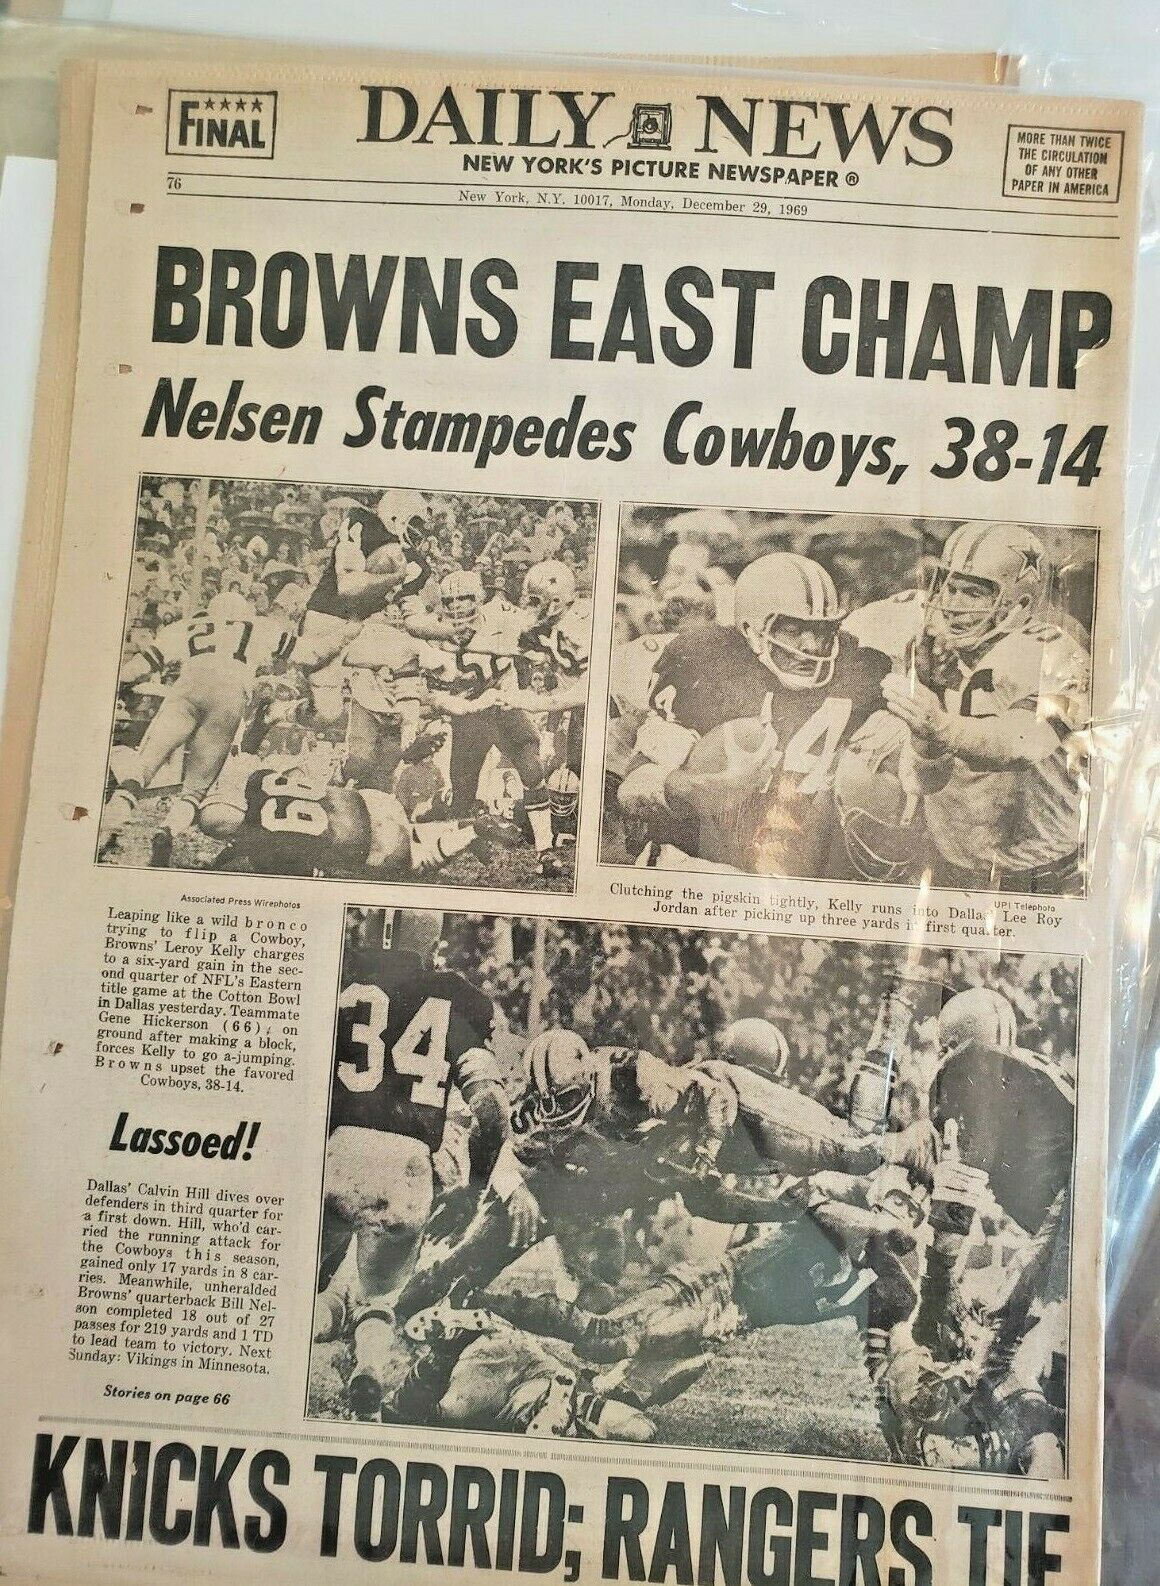 ★★★★
FINAL
DAILY NEWS
NEW YORK'S PICTURE NEWSPAPER ®
MORE THAN TWICE
THE CIRCULATION
OF ANY OTHER
PAPER IN AMERICA
76
New York, N.Y. 10017, Monday, December 29, 1969
BROWNS EAST CHAMP
Nelsen Stampedes Cowboys, 38-14
27
66
Associated Press Wirephotos
UPI Telephoto
Clutching the pigskin tightly, Kelly runs into Dallas' Lee Roy
Jordan after picking up three yards in first quarter.
Leaping like a wild bronco
trying to flip a Cowboy,
Browns' Leroy Kelly charges
to a six-yard gain in the sec-
ond quarter of NFL's Eastern
title game at the Cotton Bowl
in Dallas yesterday. Teammate
Gene Hickerson (66), on
ground after making a block,
forces Kelly to go a-jumping.
Browns upset the favored
Cowboys, 38-14.
34
Lassoed!
Dallas' Calvin Hill dives over
defenders in third quarter for
a first down. Hill, who'd car-
ried the running attack for
the Cowboys this season,
gained only 17 yards in 8 car-
ries. Meanwhile, unheralded
Browns' quarterback Bill Nel-
son completed 18 out of 27
passes for 219 yards and 1 TD
to lead team to victory. Next
Sunday: Vikings in Minnesota.
Stories on page 66
KNICKS TORRID; RANGERS TIE